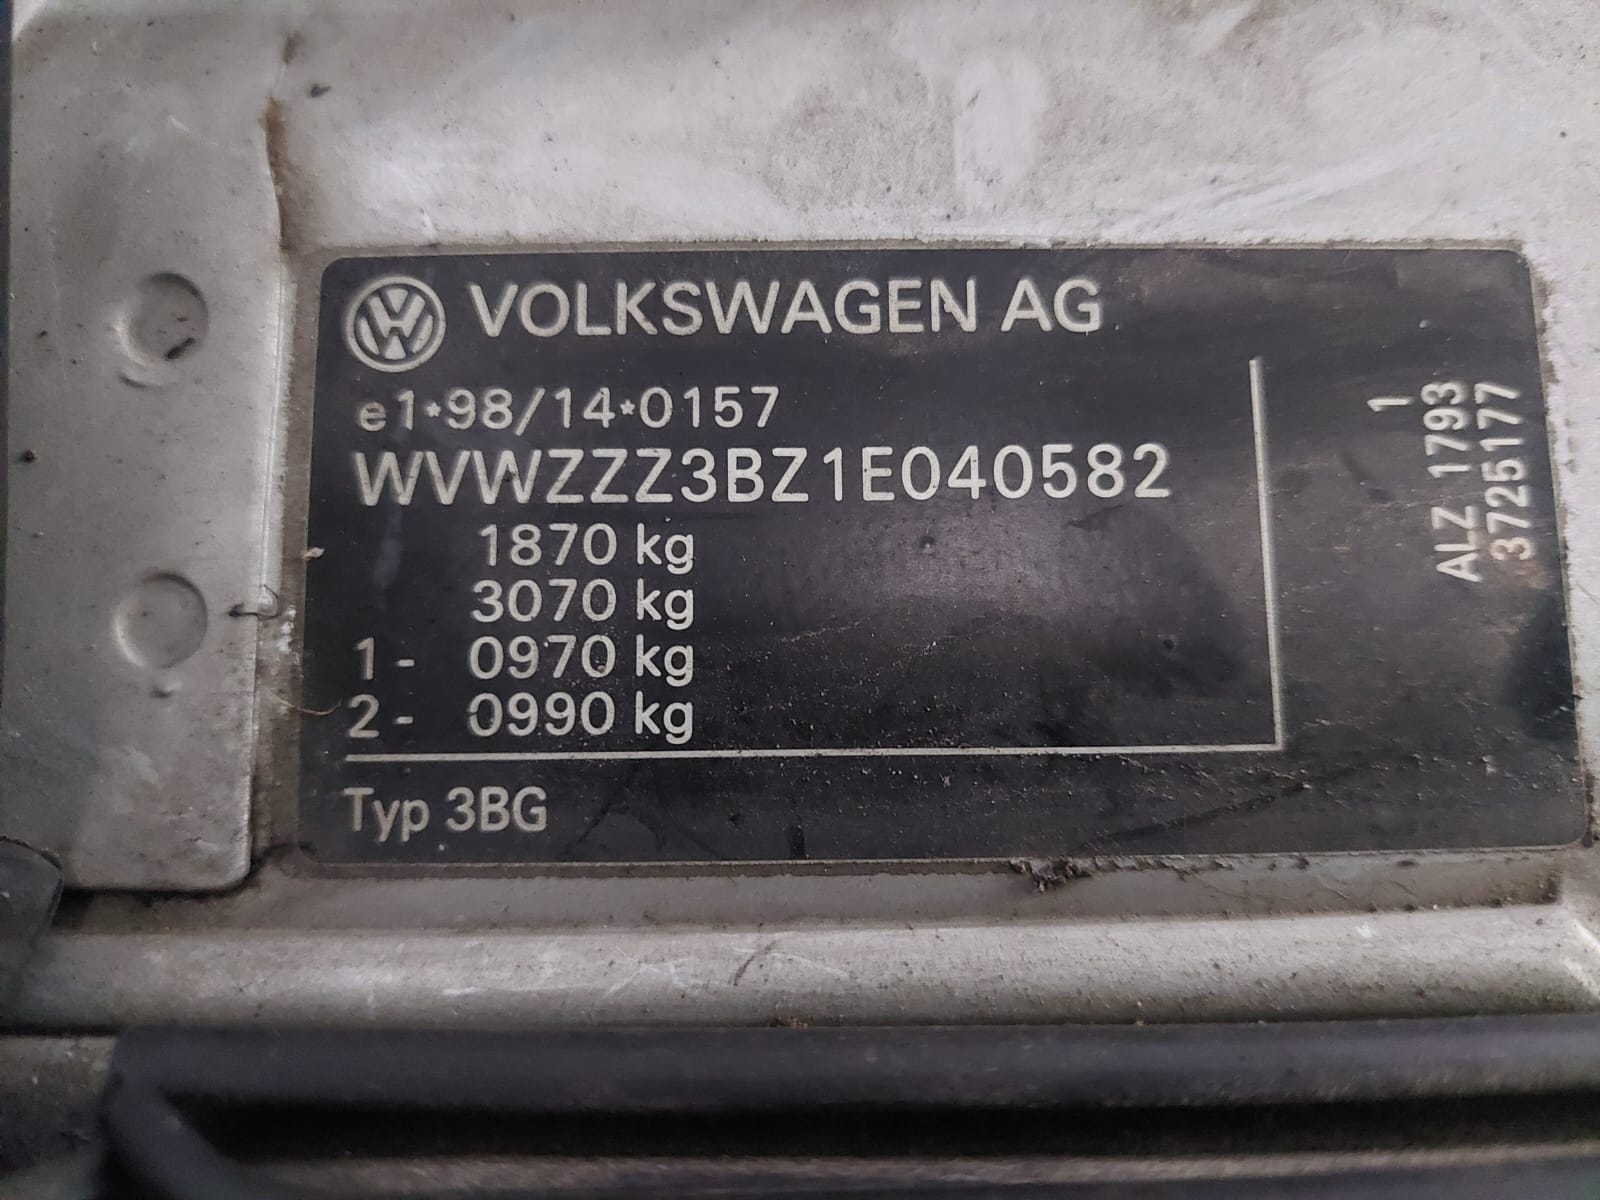 VOLKSWAGEN AG
e1*98/14*0157
WVWZZZ3BZ1E040582
1870 kg
3070 kg
1- 0970 kg
2- 0990 kg
Typ 3BG
1
ALZ 1793
3725177